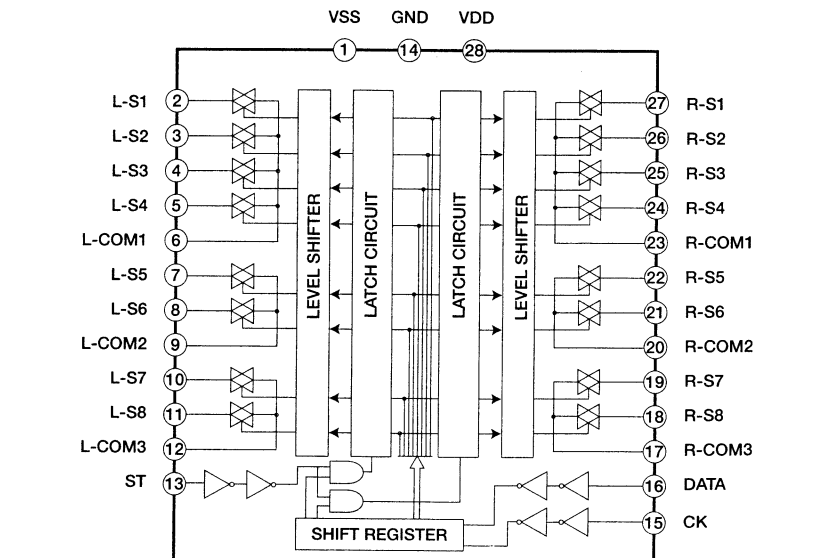 VSS GND VDD
1 14 28
L-S1 2 27 R-S1
L-S2 3 26 R-S2
L-S3 4 25 R-S3
L-S4 5 24 R-S4
L-COM1 6 23 R-COM1
L-S5 7 22 R-S5
L-S6 8 21 R-S6
L-COM2 9 20 R-COM2
L-S7 10 19 R-S7
L-S8 11 18 R-S8
L-COM3 12 17 R-COM3
ST 13 16 DATA
15 CK
LEVEL SHIFTER
LATCH CIRCUIT
LATCH CIRCUIT
LEVEL SHIFTER
SHIFT REGISTER